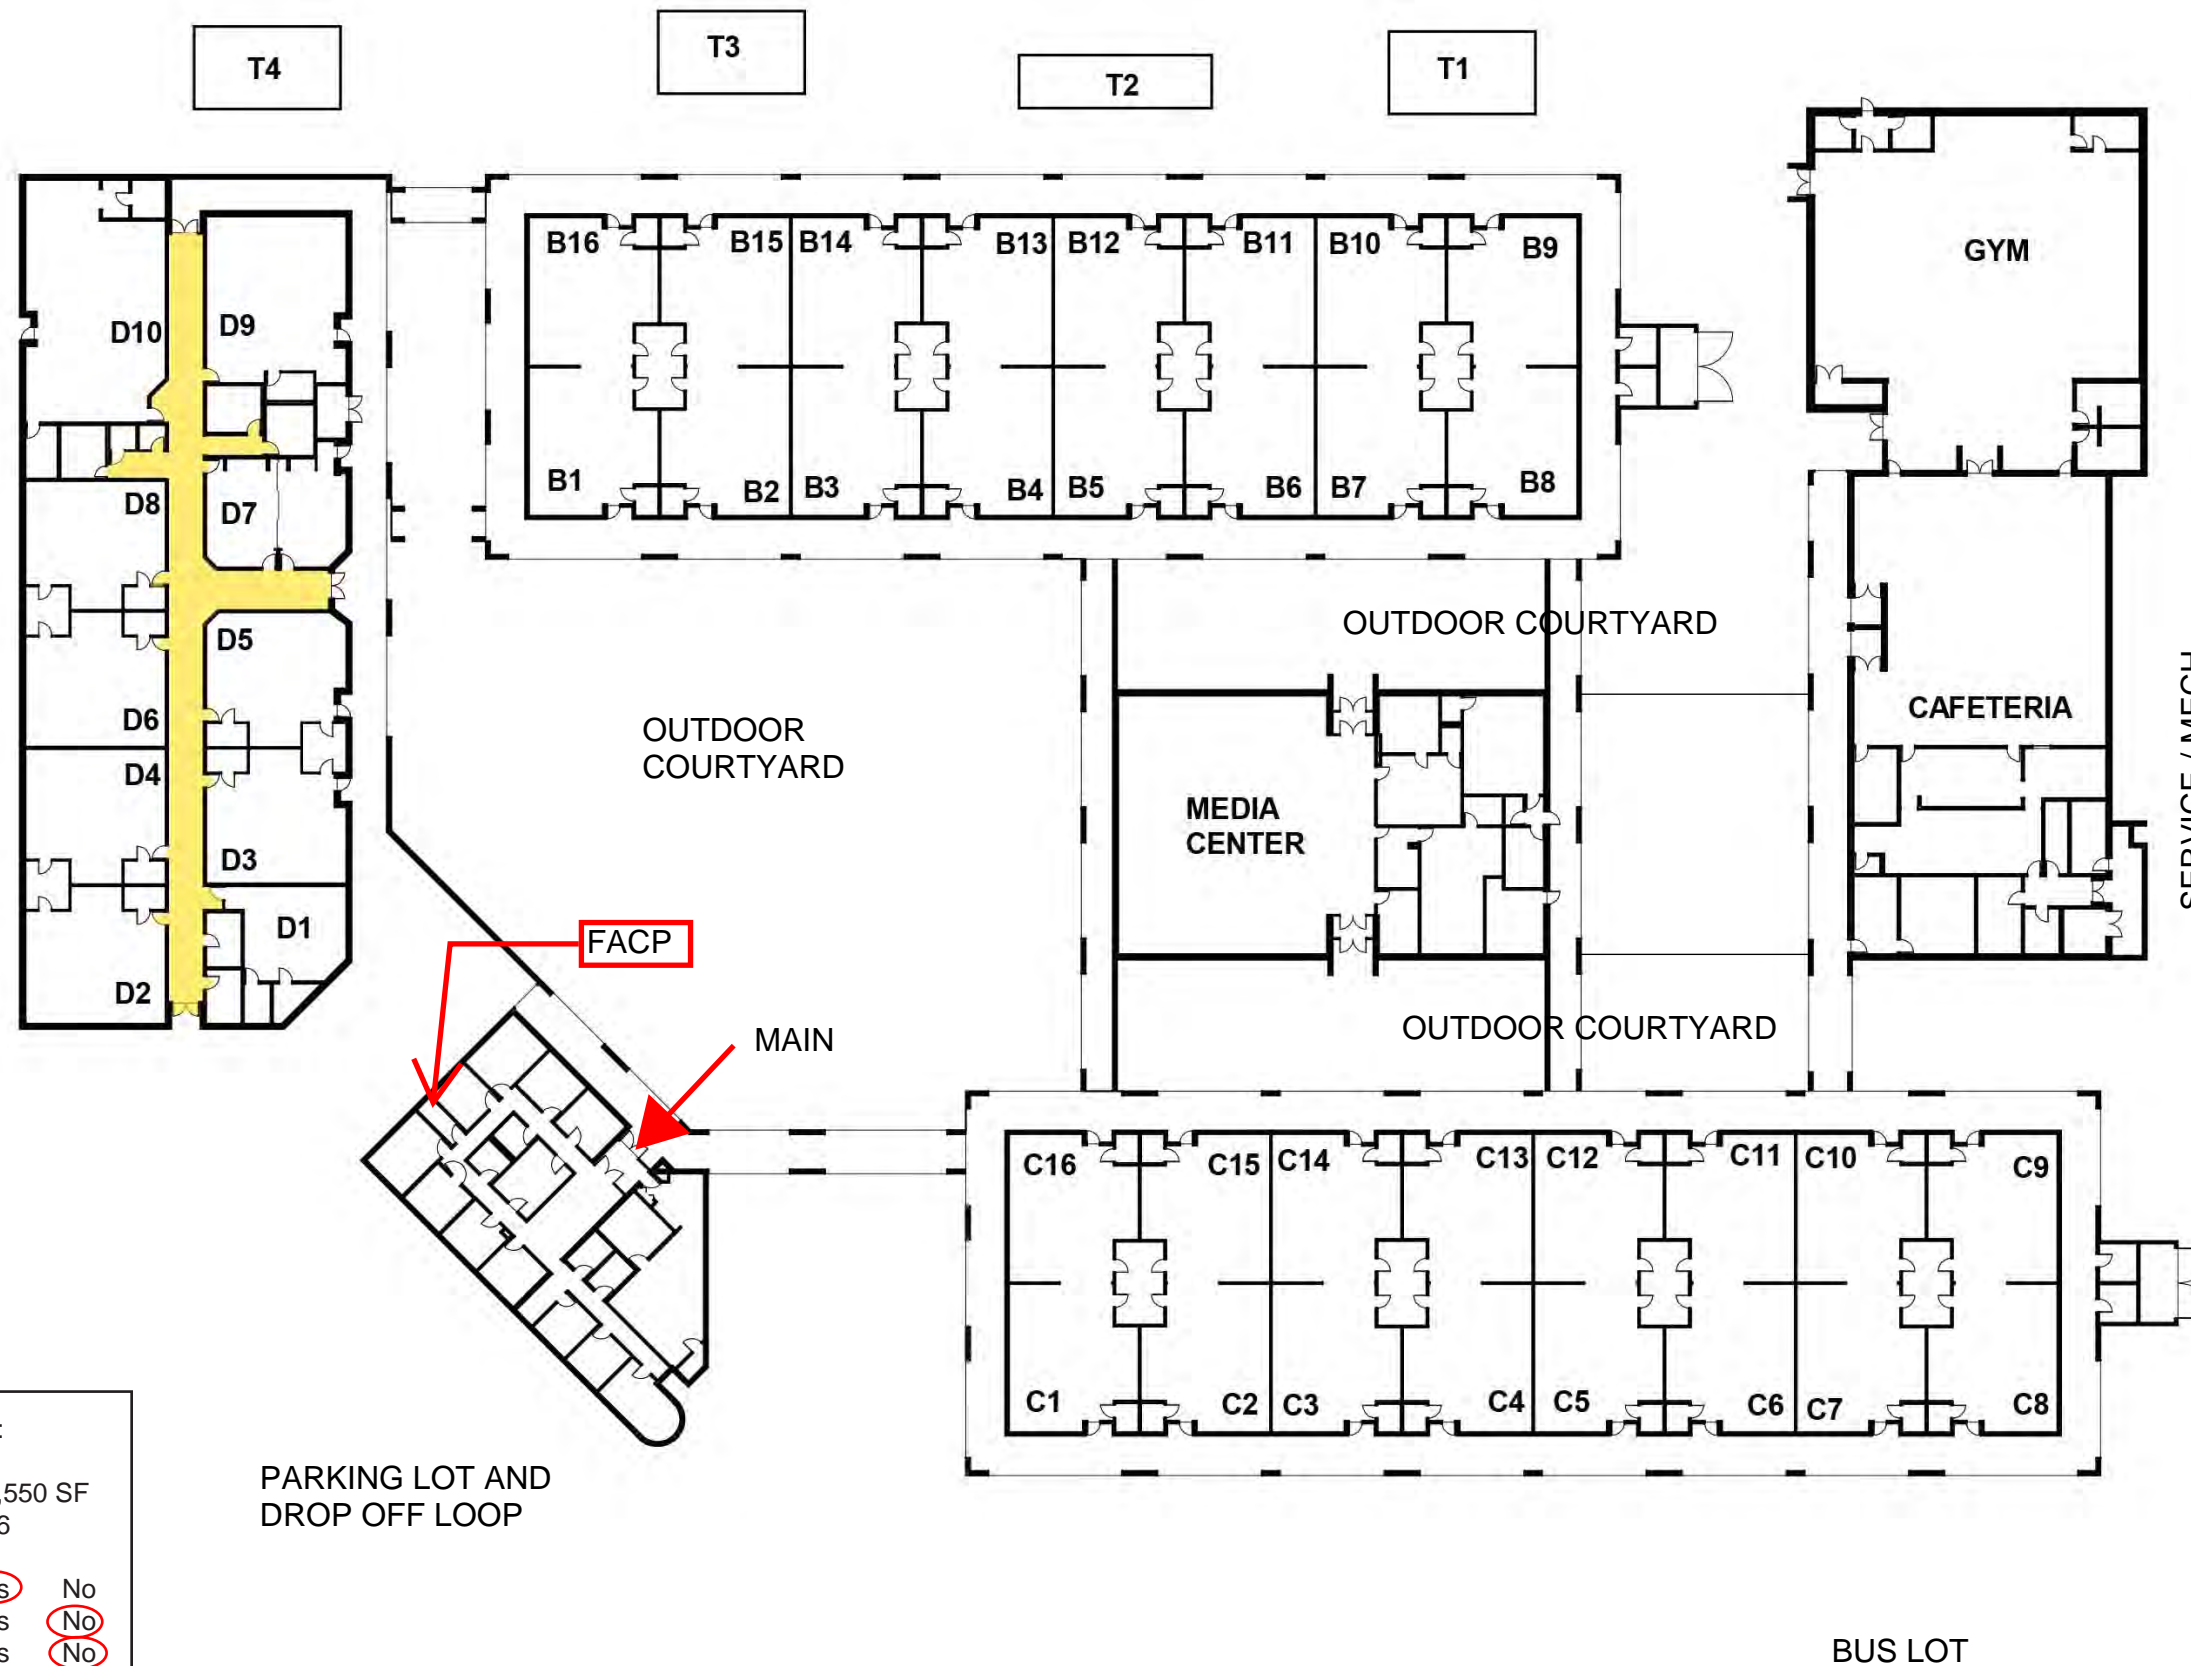 T4
T3
T2
T1
B16
B15
B14
B13
B12
B11
B10
B9
GYM
D10
D9
B1
B2
B3
B4
B5
B6
B7
B8
D8
D7
OUTDOOR COURTYARD
D5
D6
OUTDOOR
COURTYARD
CAFETERIA
SERVICE / MECH
D4
MEDIA
CENTER
D3
D1
FACP
D2
MAIN
OUTDOOR COURTYARD
C16
C15
C14
C13
C12
C11
C10
C9
C1
C2
C3
C4
C5
C6
C7
C8
PARKING LOT AND
DROP OFF LOOP
,550 SF
6
s No
s No
s No
BUS LOT